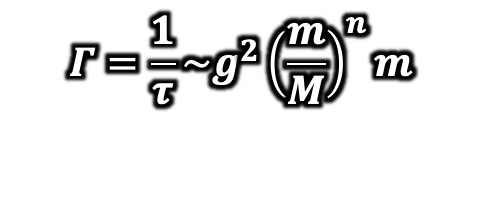 Γ = 1/τ ~ g² (m/M)ⁿ m